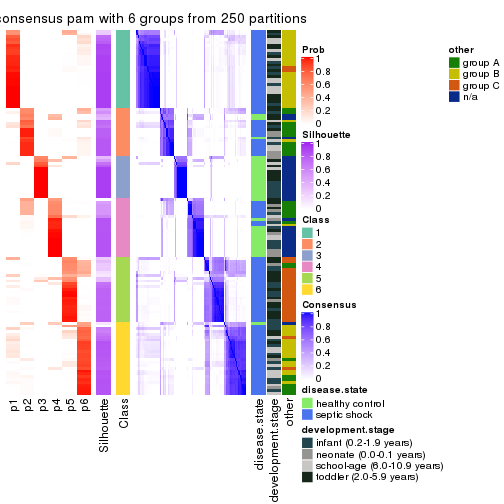 consensus pam with 6 groups from 250 partitions
Prob
1
0.8
0.6
0.4
0.2
0
Silhouette
1
0.8
0.6
0.4
0.2
0
Class
1
2
3
4
5
6
Consensus
1
0.8
0.6
0.4
0.2
0
disease.state
healthy control
septic shock
development.stage
infant (0.2-1.9 years)
neonate (0.0-0.1 years)
school-age (6.0-10.9 years)
toddler (2.0-5.9 years)
other
group A
group B
group C
n/a
p1
p2
p3
p4
p5
p6
Silhouette
Class
disease.state
development.stage
other